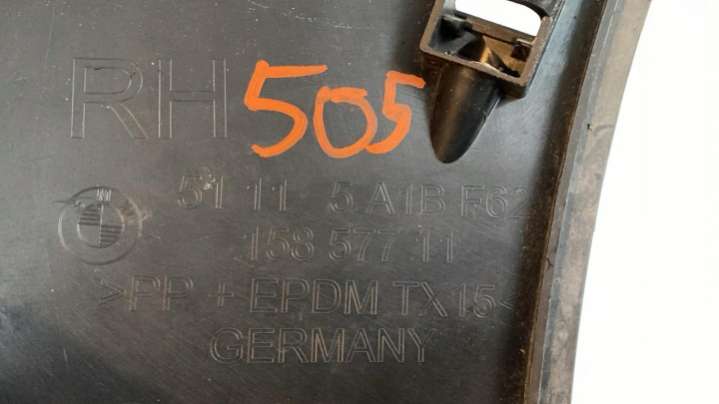 RH 505
51 11 5 A1B F62
158 577 11
>PP + EPDM TX15<
GERMANY